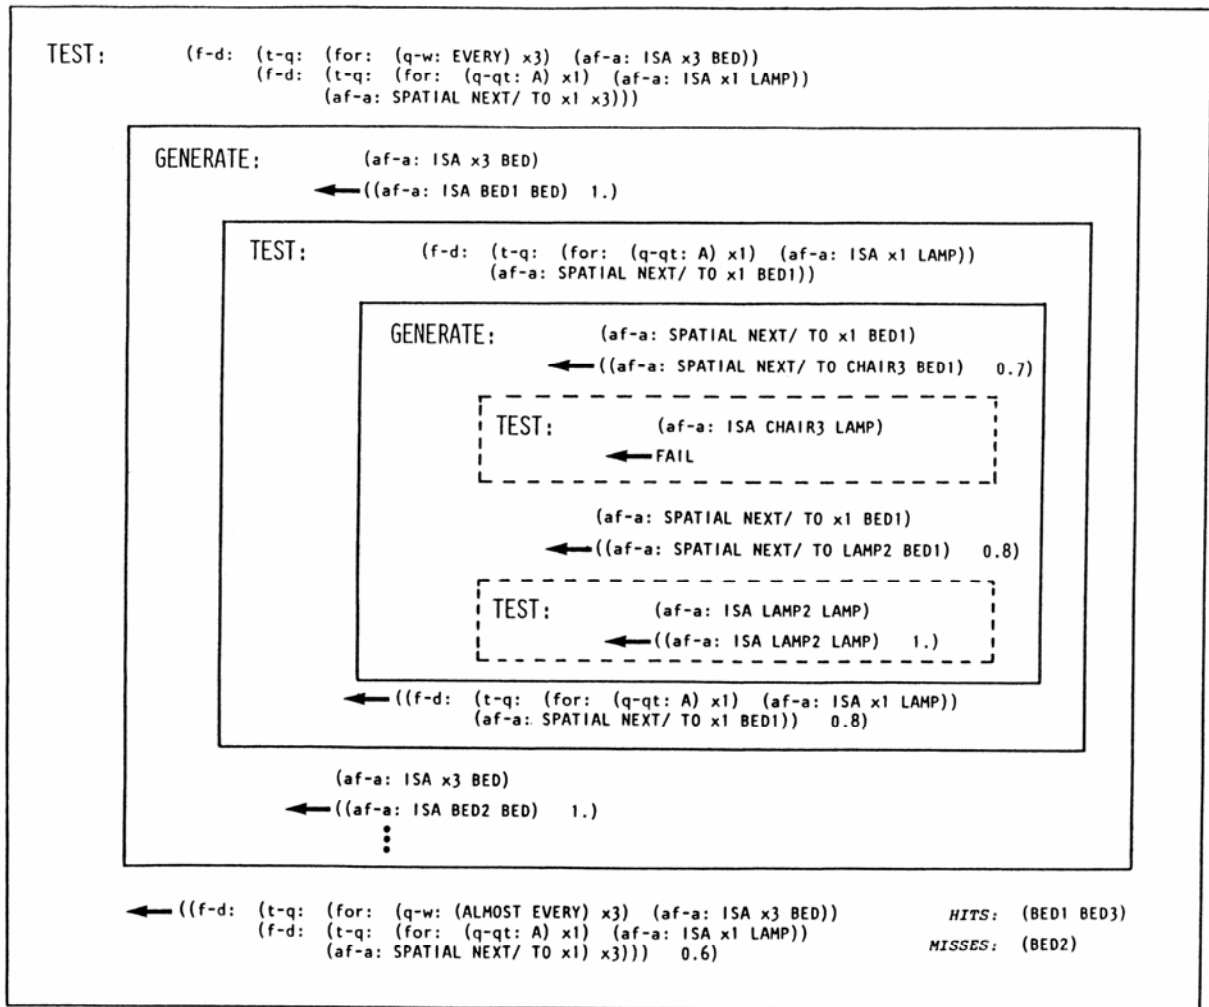 TEST: (f-d: (t-q: (for: (q-w: EVERY) x3) (af-a: ISA x3 BED))
(f-d: (t-q: (for: (q-qt: A) x1) (af-a: ISA x1 LAMP))
(af-a: SPATIAL NEXT/ TO x1 x3)))
GENERATE: (af-a: ISA x3 BED)
((af-a: ISA BED1 BED) 1.)
TEST: (f-d: (t-q: (for: (q-qt: A) x1) (af-a: ISA x1 LAMP))
(af-a: SPATIAL NEXT/ TO x1 BED1))
GENERATE: (af-a: SPATIAL NEXT/ TO x1 BED1)
((af-a: SPATIAL NEXT/ TO CHAIR3 BED1) 0.7)
TEST: (af-a: ISA CHAIR3 LAMP)
FAIL
(af-a: SPATIAL NEXT/ TO x1 BED1)
((af-a: SPATIAL NEXT/ TO LAMP2 BED1) 0.8)
TEST: (af-a: ISA LAMP2 LAMP)
((af-a: ISA LAMP2 LAMP) 1.)
((f-d: (t-q: (for: (q-qt: A) x1) (af-a: ISA x1 LAMP))
(af-a: SPATIAL NEXT/ TO x1 BED1)) 0.8)
(af-a: ISA x3 BED)
((af-a: ISA BED2 BED) 1.)
((f-d: (t-q: (for: (q-w: (ALMOST EVERY) x3) (af-a: ISA x3 BED)) HITS: (BED1 BED3)
(f-d: (t-q: (for: (q-qt: A) x1) (af-a: ISA x1 LAMP))
(af-a: SPATIAL NEXT/ TO x1) x3))) 0.6) MISSES: (BED2)